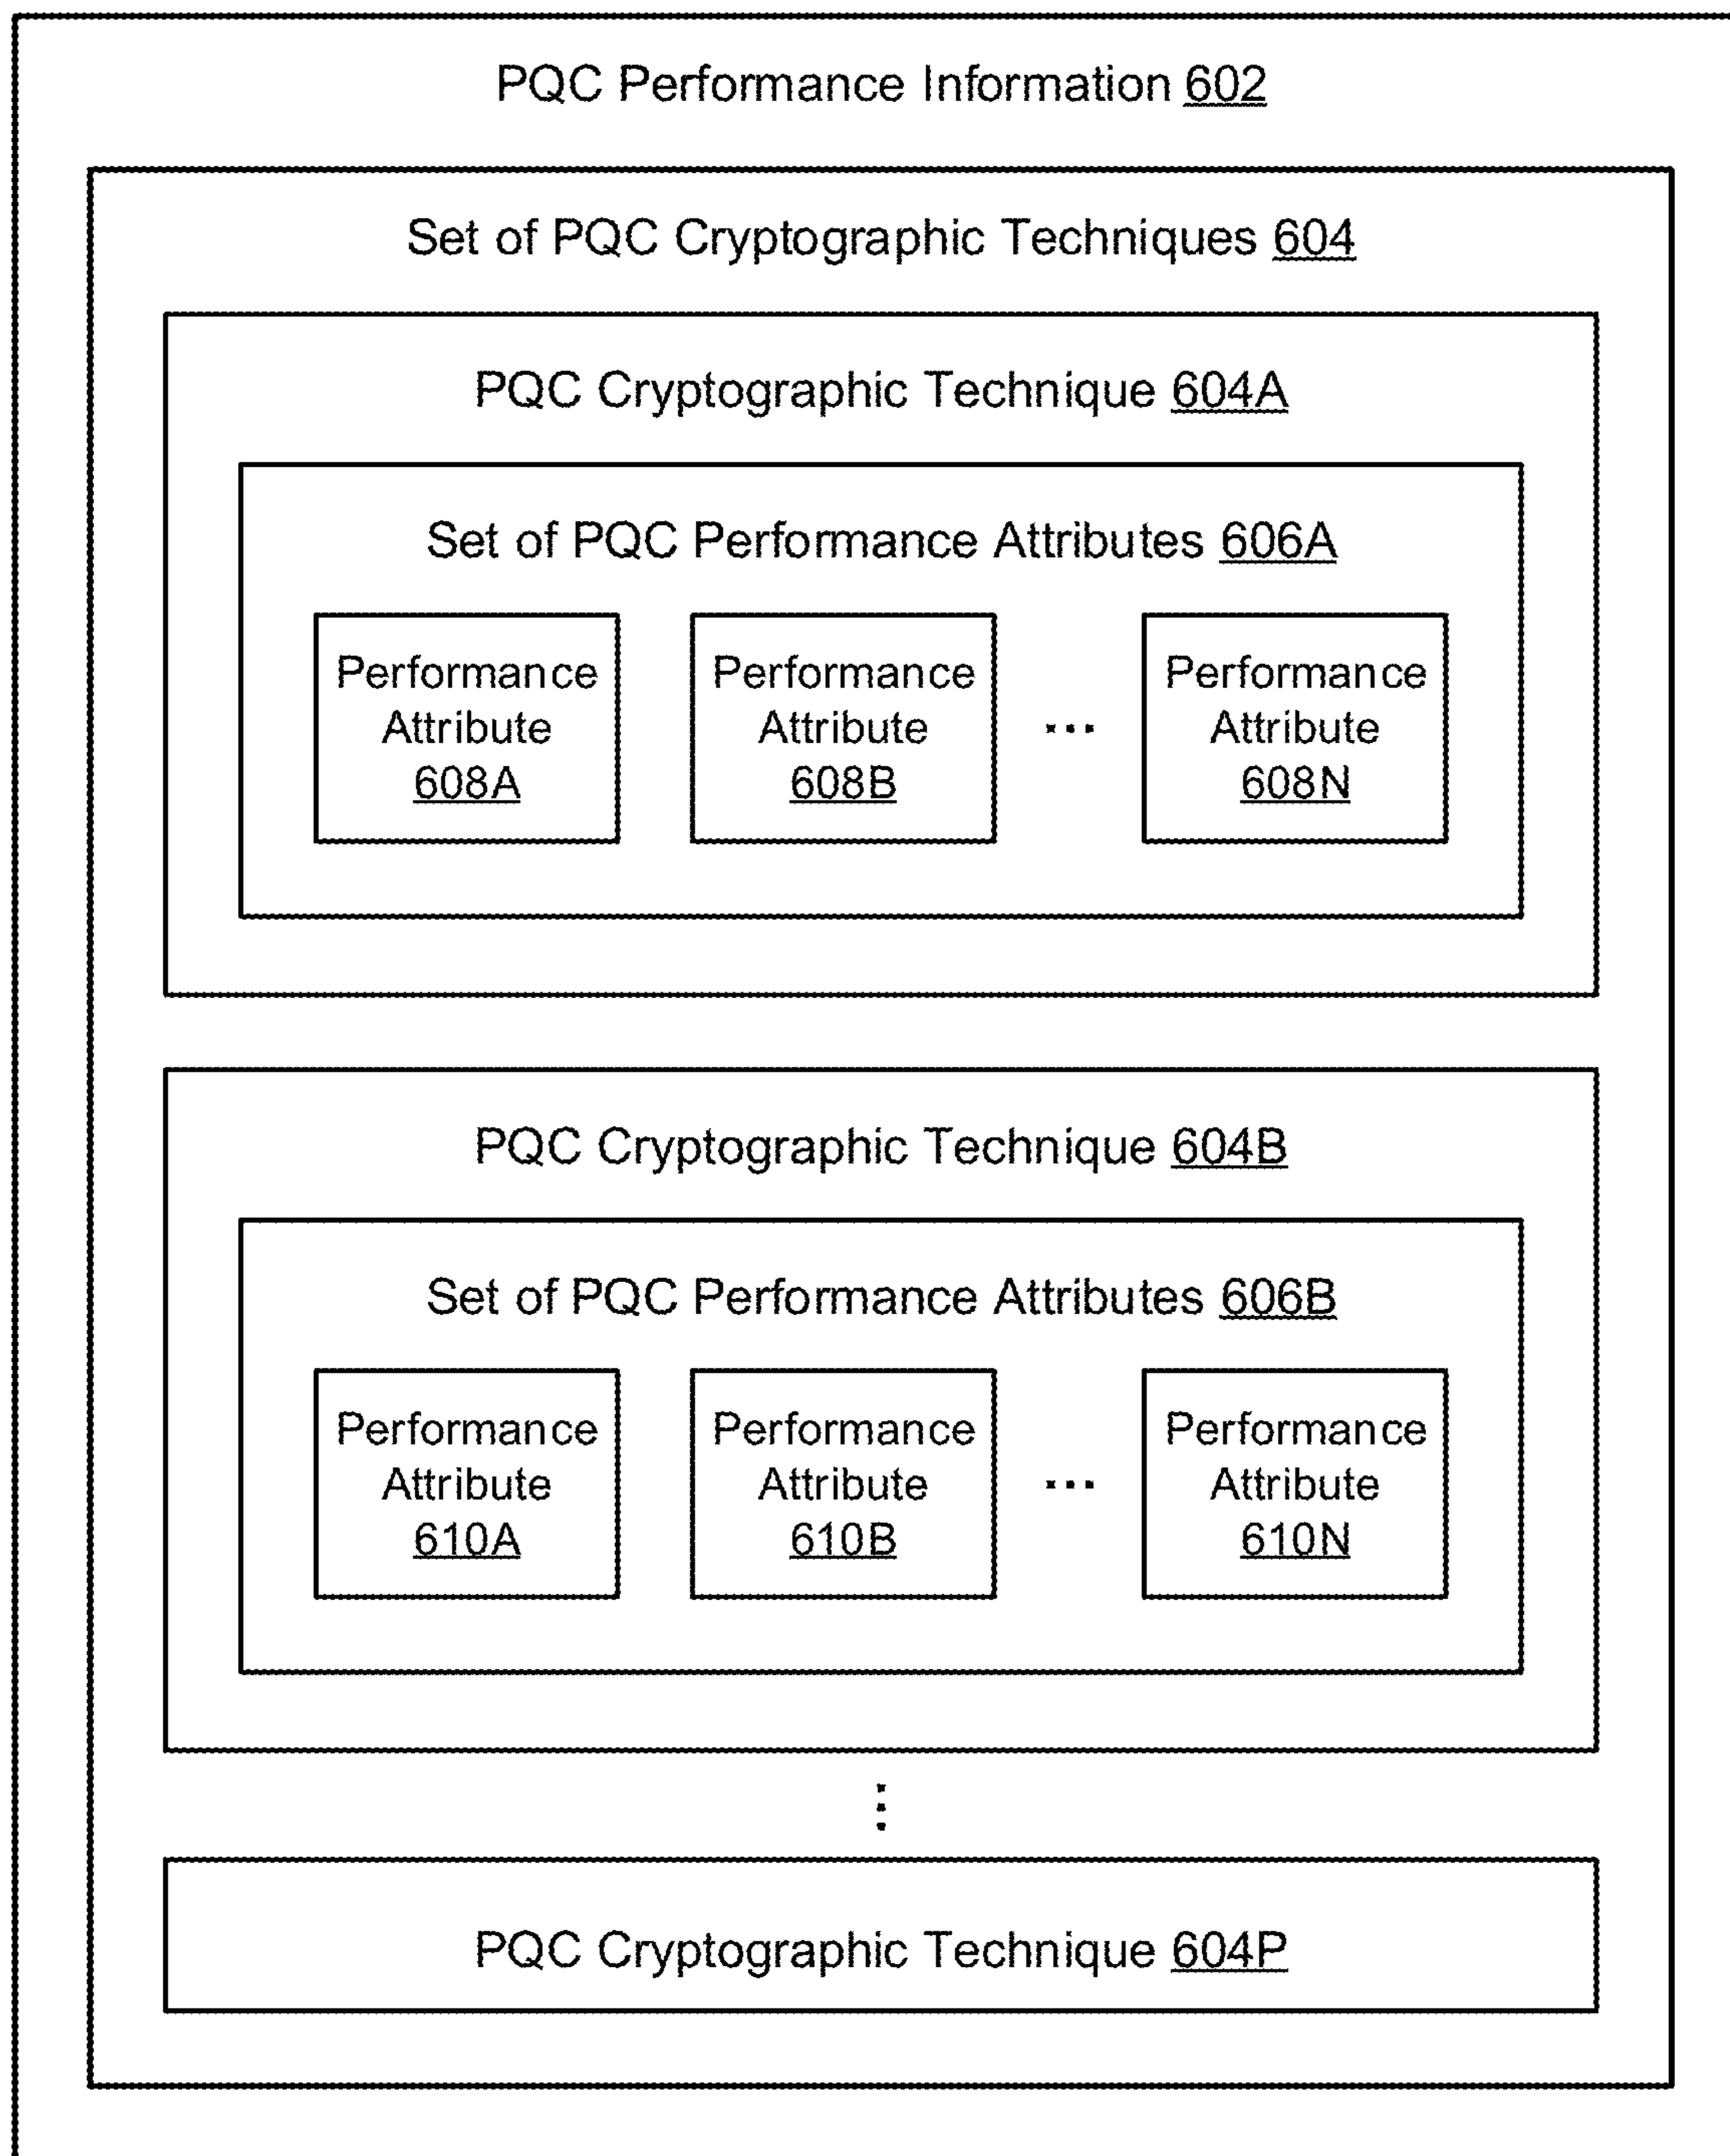 PQC Performance Information 602
Set of PQC Cryptographic Techniques 604
PQC Cryptographic Technique 604A
Set of PQC Performance Attributes 606A
Performance
Attribute
608A
Performance
Attribute
608B
...
Performance
Attribute
608N
PQC Cryptographic Technique 604B
Set of PQC Performance Attributes 606B
Performance
Attribute
610A
Performance
Attribute
610B
...
Performance
Attribute
610N
⋮
PQC Cryptographic Technique 604P